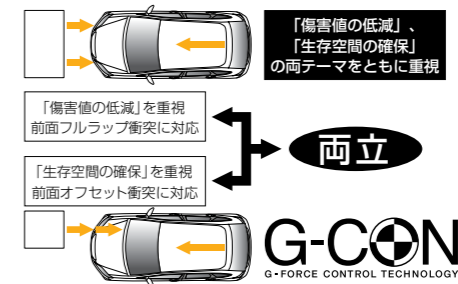 「傷害値の低減」、
「生存空間の確保」
の両テーマをともに重視
「傷害値の低減」を重視
前面フルラップ衝突に対応
両立
「生存空間の確保」を重視
前面オフセット衝突に対応
G-CON
G-FORCE CONTROL TECHNOLOGY